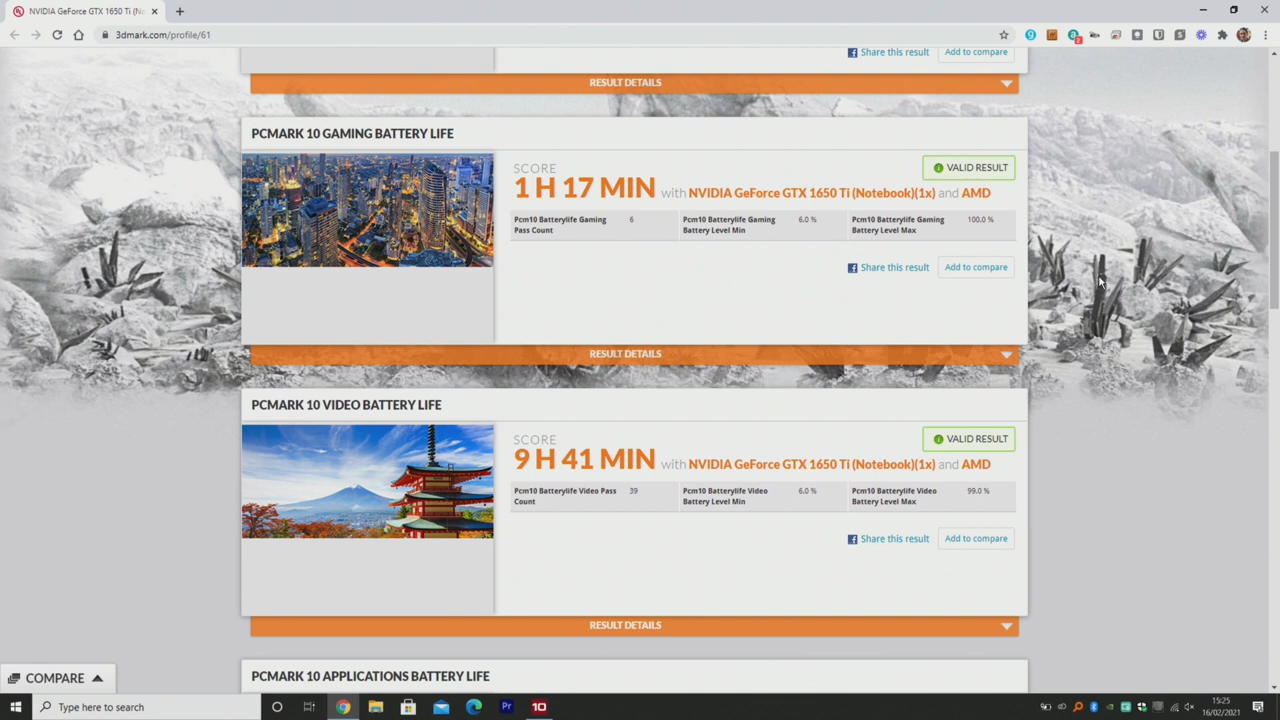 NVIDIA GeForce GTX 1650 Ti (No
3dmark.com/profile/61
2
Share this result
Add to compare
RESULT DETAILS
PCMARK 10 GAMING BATTERY LIFE
VALID RESULT
SCORE
1 H 17 MIN with NVIDIA GeForce GTX 1650 Ti (Notebook)(1x) and AMD
Pcm10 Batterylife Gaming Pass Count 6
Pcm10 Batterylife Gaming Battery Level Min 6.0 %
Pcm10 Batterylife Gaming Battery Level Max 100.0 %
Share this result
Add to compare
RESULT DETAILS
PCMARK 10 VIDEO BATTERY LIFE
VALID RESULT
SCORE
9 H 41 MIN with NVIDIA GeForce GTX 1650 Ti (Notebook)(1x) and AMD
Pcm10 Batterylife Video Pass Count 39
Pcm10 Batterylife Video Battery Level Min 6.0 %
Pcm10 Batterylife Video Battery Level Max 99.0 %
Share this result
Add to compare
RESULT DETAILS
COMPARE
PCMARK 10 APPLICATIONS BATTERY LIFE
Type here to search
Pr
10
15:25
16/02/2021